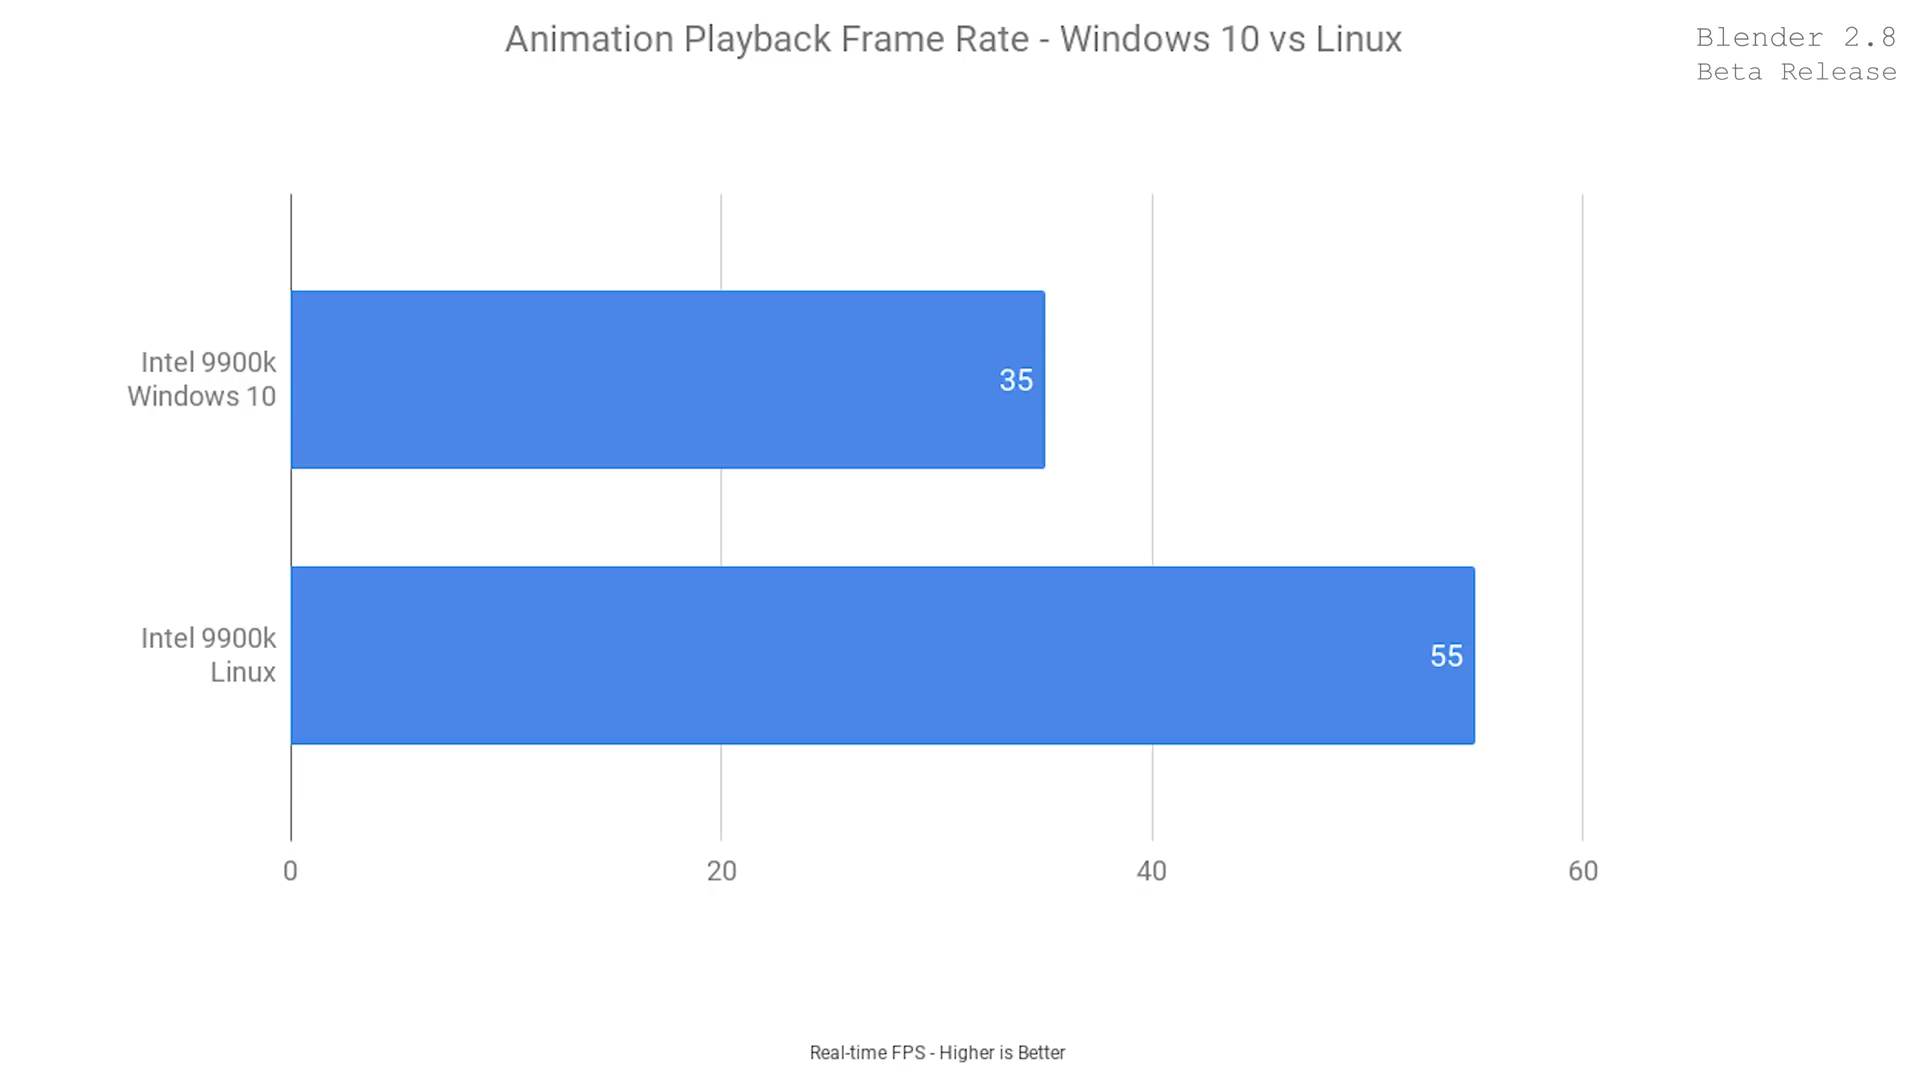 Animation Playback Frame Rate - Windows 10 vs Linux
Blender 2.8
Beta Release
Intel 9900k
Windows 10
35
Intel 9900k
Linux
55
0
20
40
60
Real-time FPS - Higher is Better